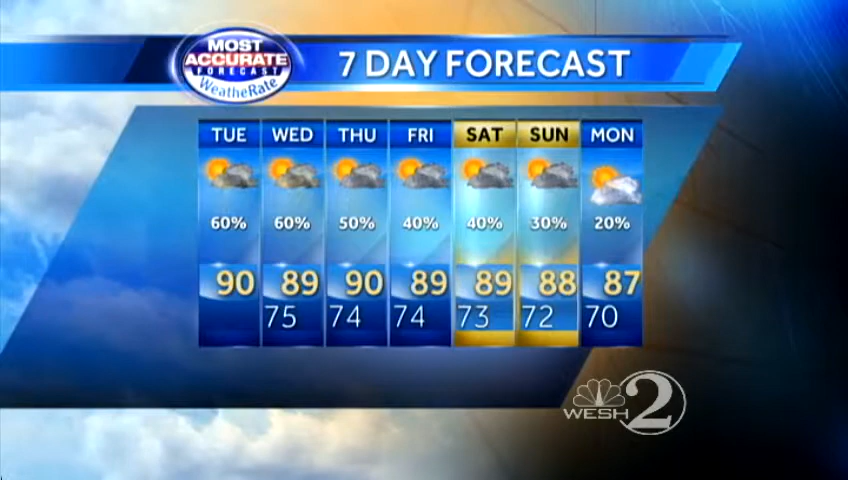 MOST
ACCURATE
FORECAST
WeatheRate
7 DAY FORECAST
TUE WED THU FRI SAT SUN MON
60% 60% 50% 40% 40% 30% 20%
90 89 90 89 89 88 87
75 74 74 73 72 70
WESH 2